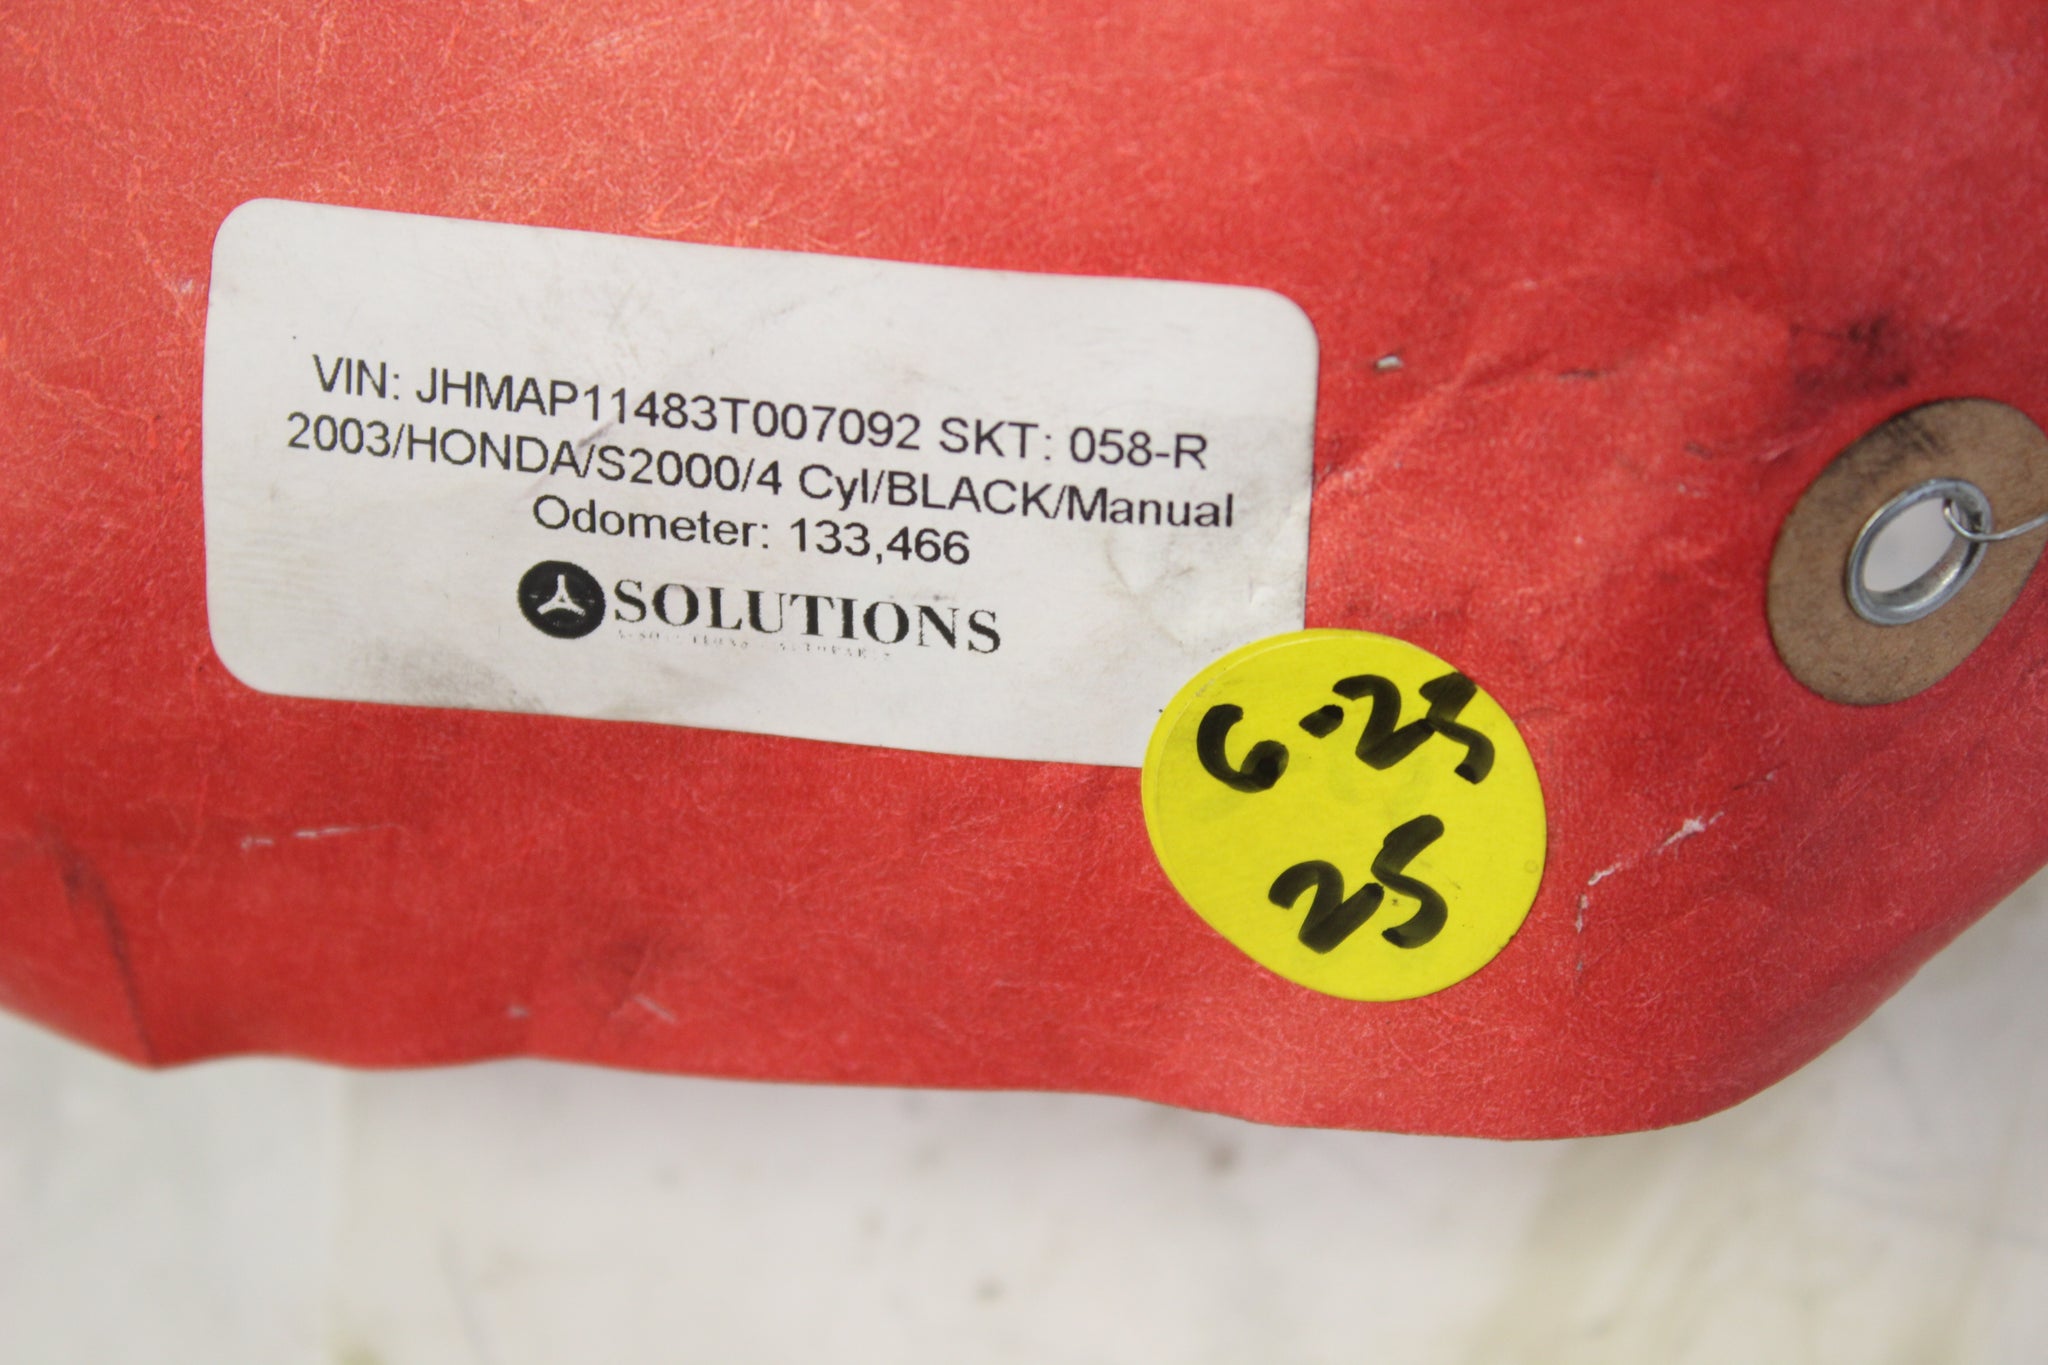 VIN: JHMAP11483T007092 SKT: 058-R
2003/HONDA/S2000/4 Cyl/BLACK/Manual
Odometer: 133,466
SOLUTIONS
6-25
25